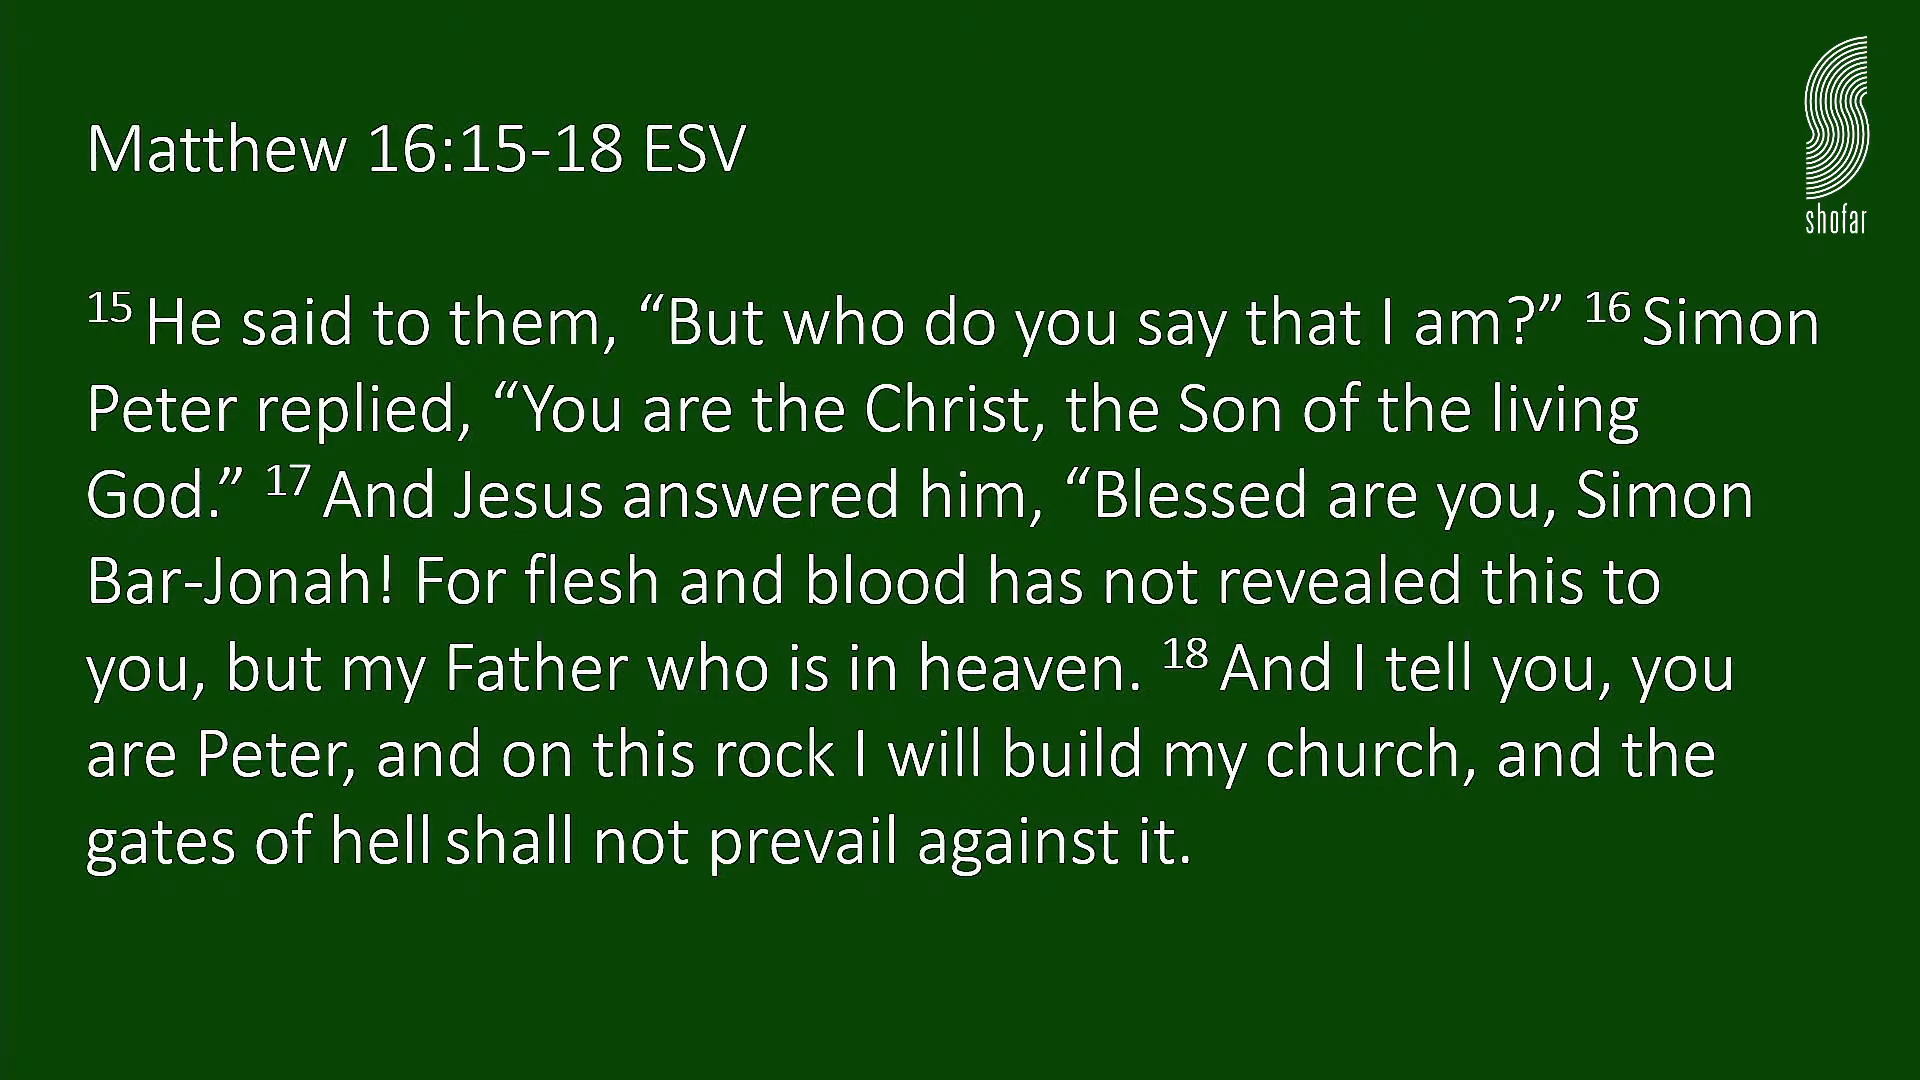 Matthew 16:15-18 ESV
shofar
15 He said to them, “But who do you say that I am?” 16 Simon
Peter replied, “You are the Christ, the Son of the living
God.” 17 And Jesus answered him, “Blessed are you, Simon
Bar-Jonah! For flesh and blood has not revealed this to
you, but my Father who is in heaven. 18 And I tell you, you
are Peter, and on this rock I will build my church, and the
gates of hell shall not prevail against it.